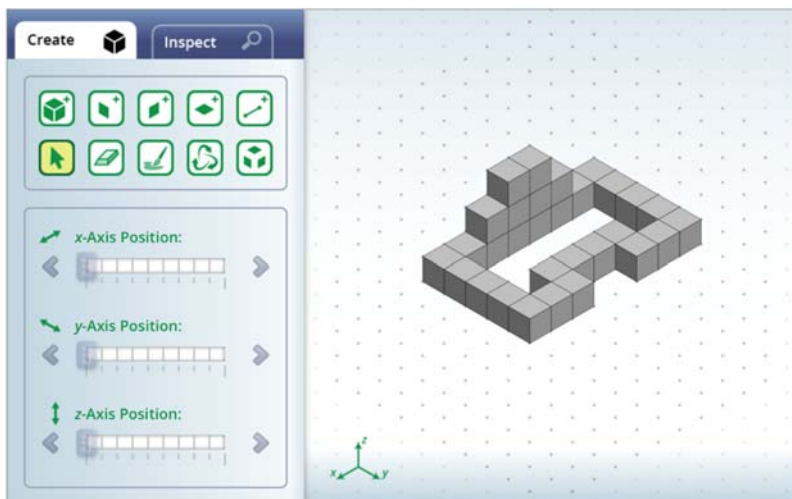 Create
Inspect
x-Axis Position:
y-Axis Position:
z-Axis Position:
z
x
y